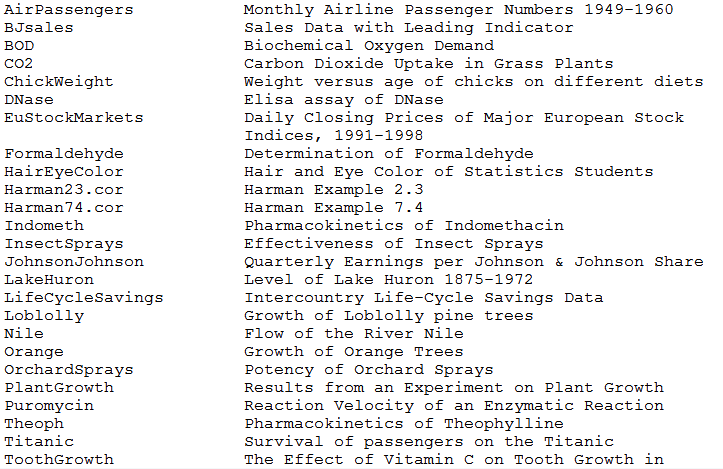 AirPassengers Monthly Airline Passenger Numbers 1949-1960
BJsales Sales Data with Leading Indicator
BOD Biochemical Oxygen Demand
CO2 Carbon Dioxide Uptake in Grass Plants
ChickWeight Weight versus age of chicks on different diets
DNase Elisa assay of DNase
EuStockMarkets Daily Closing Prices of Major European Stock
Indices, 1991-1998
Formaldehyde Determination of Formaldehyde
HairEyeColor Hair and Eye Color of Statistics Students
Harman23.cor Harman Example 2.3
Harman74.cor Harman Example 7.4
Indometh Pharmacokinetics of Indomethacin
InsectSprays Effectiveness of Insect Sprays
JohnsonJohnson Quarterly Earnings per Johnson & Johnson Share
LakeHuron Level of Lake Huron 1875-1972
LifeCycleSavings Intercountry Life-Cycle Savings Data
Loblolly Growth of Loblolly pine trees
Nile Flow of the River Nile
Orange Growth of Orange Trees
OrchardSprays Potency of Orchard Sprays
PlantGrowth Results from an Experiment on Plant Growth
Puromycin Reaction Velocity of an Enzymatic Reaction
Theoph Pharmacokinetics of Theophylline
Titanic Survival of passengers on the Titanic
ToothGrowth The Effect of Vitamin C on Tooth Growth in